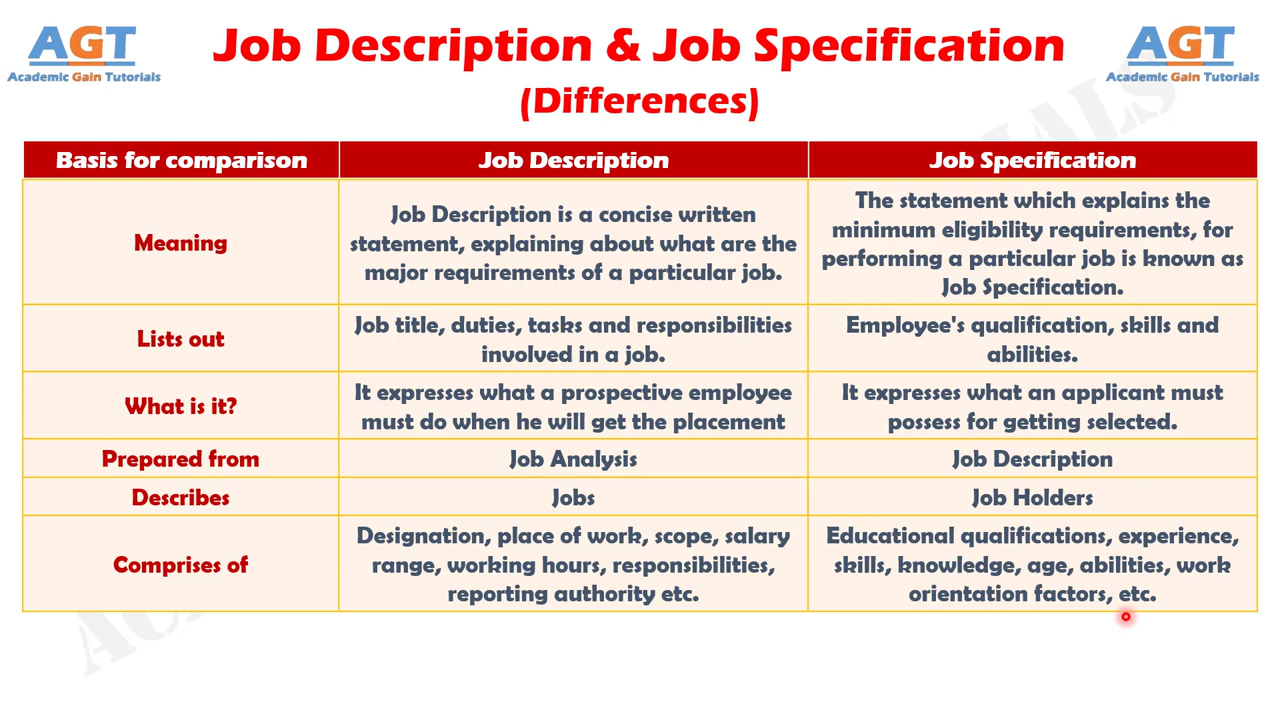 AGT
Academic Gain Tutorials
Job Description & Job Specification
(Differences)
AGT
Academic Gain Tutorials
Basis for comparison
Job Description
Job Specification
Meaning
Job Description is a concise written
statement, explaining about what are the
major requirements of a particular job.
The statement which explains the
minimum eligibility requirements, for
performing a particular job is known as
Job Specification.
Lists out
Job title, duties, tasks and responsibilities
involved in a job.
Employee's qualification, skills and
abilities.
What is it?
It expresses what a prospective employee
must do when he will get the placement
It expresses what an applicant must
possess for getting selected.
Prepared from
Job Analysis
Job Description
Describes
Jobs
Job Holders
Comprises of
Designation, place of work, scope, salary
range, working hours, responsibilities,
reporting authority etc.
Educational qualifications, experience,
skills, knowledge, age, abilities, work
orientation factors, etc.